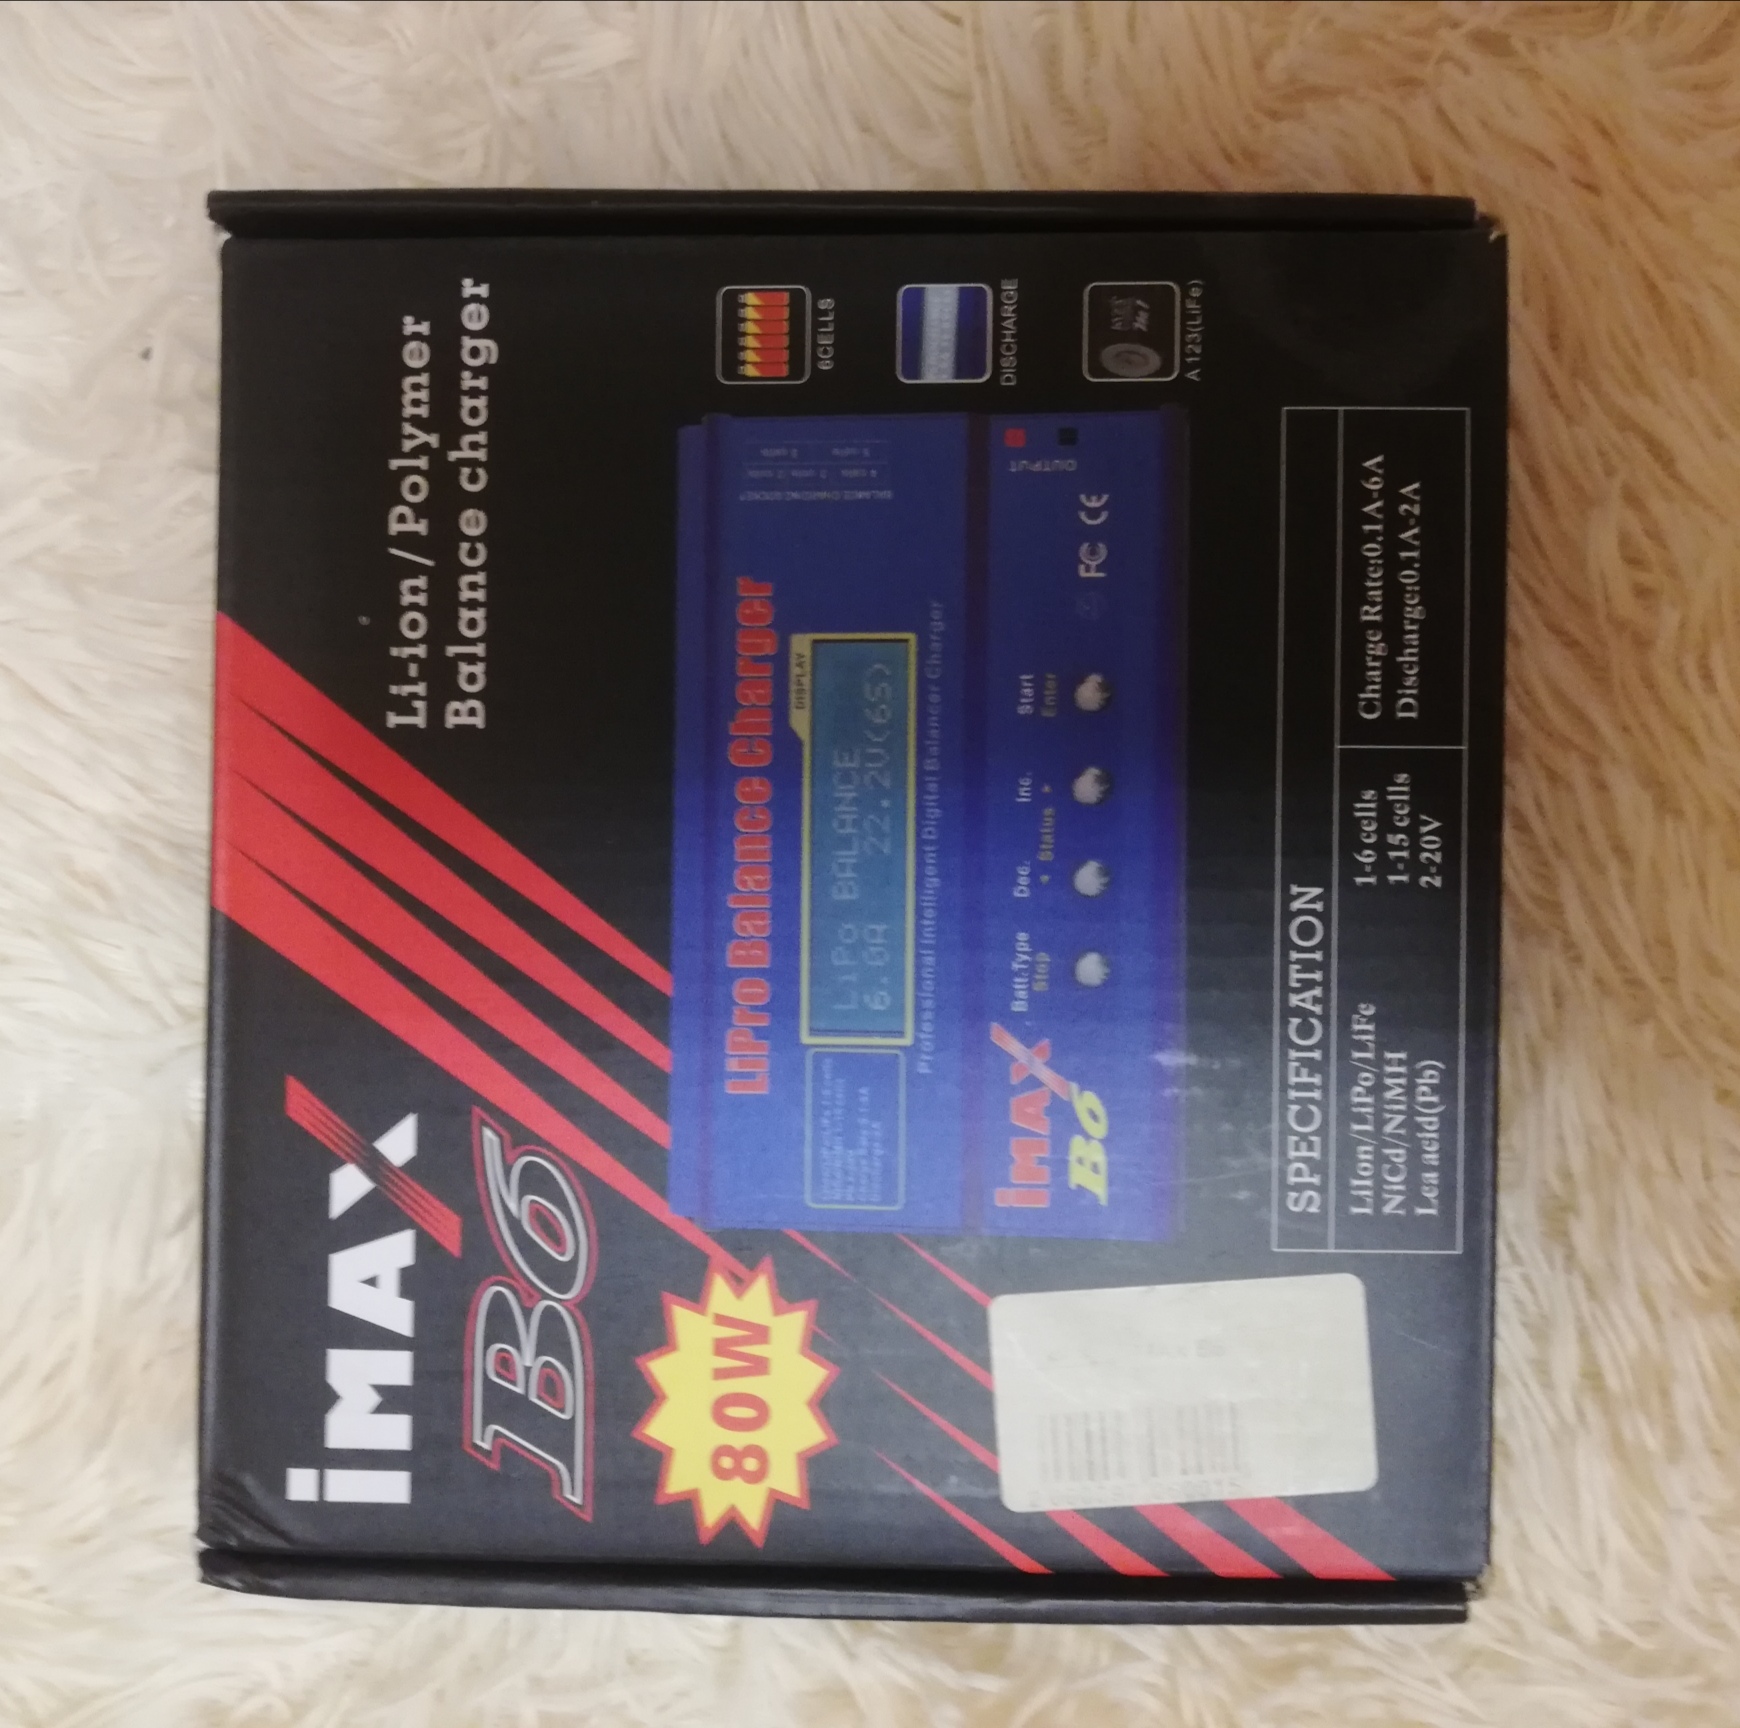 iMAX
B6
Li-ion/Polymer
Balance charger
80W
6CELLS
DISCHARGE
A123(LiFe)
LiPro Balance Charger
DISPLAY
LiPo BALANCE
6.0A 22.2V(6S)
Professional Intelligent Digital Balancer Charger
BALANCE CHARGING SOCKET
iMAX
B6
Batt.Type
Stop
Dec.
Inc.
◂ Status ▸
Start
Enter
FC CE
OUTPUT
SPECIFICATION
LiIon/LiPo/LiFe 1-6 cells
NiCd/NiMH 1-15 cells
Lea acid(Pb) 2-20V
Charge Rate:0.1A-6A
Discharge:0.1A-2A